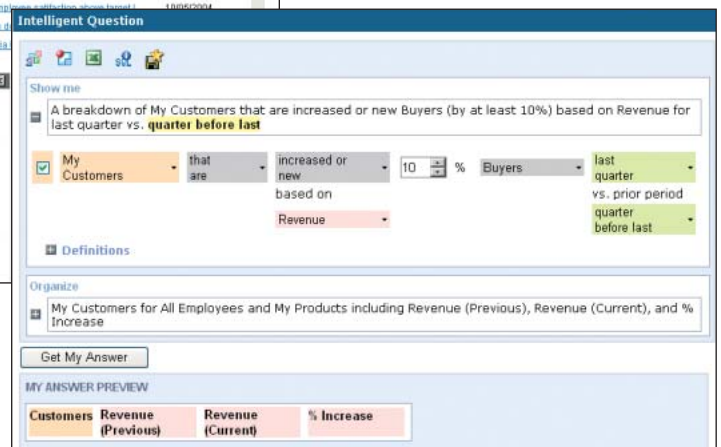 10/05/2004
Intelligent Question
Show me
A breakdown of My Customers that are increased or new Buyers (by at least 10%) based on Revenue for
last quarter vs. quarter before last
My
Customers
that
are
increased or
new
10
%
Buyers
last
quarter
based on
vs. prior period
Revenue
quarter
before last
Definitions
Organize
My Customers for All Employees and My Products including Revenue (Previous), Revenue (Current), and %
Increase
Get My Answer
MY ANSWER PREVIEW
Customers
Revenue
(Previous)
Revenue
(Current)
% Increase